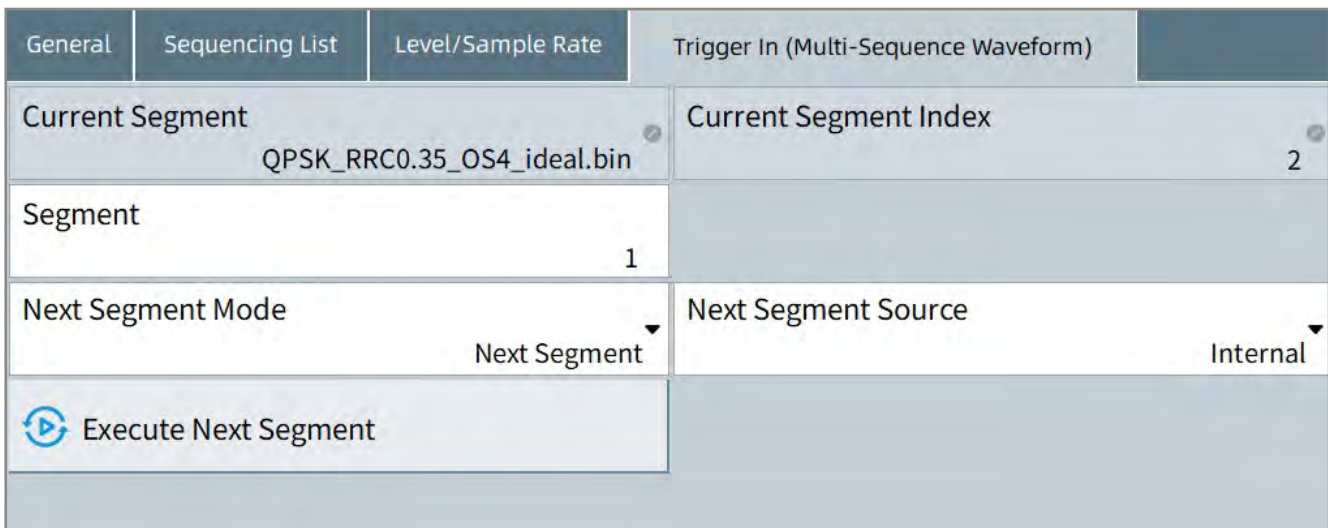 General Sequencing List Level/Sample Rate Trigger In (Multi-Sequence Waveform)
Current Segment Current Segment Index
QPSK_RRC0.35_OS4_ideal.bin 2
Segment
1
Next Segment Mode Next Segment Source
Next Segment Internal
Execute Next Segment